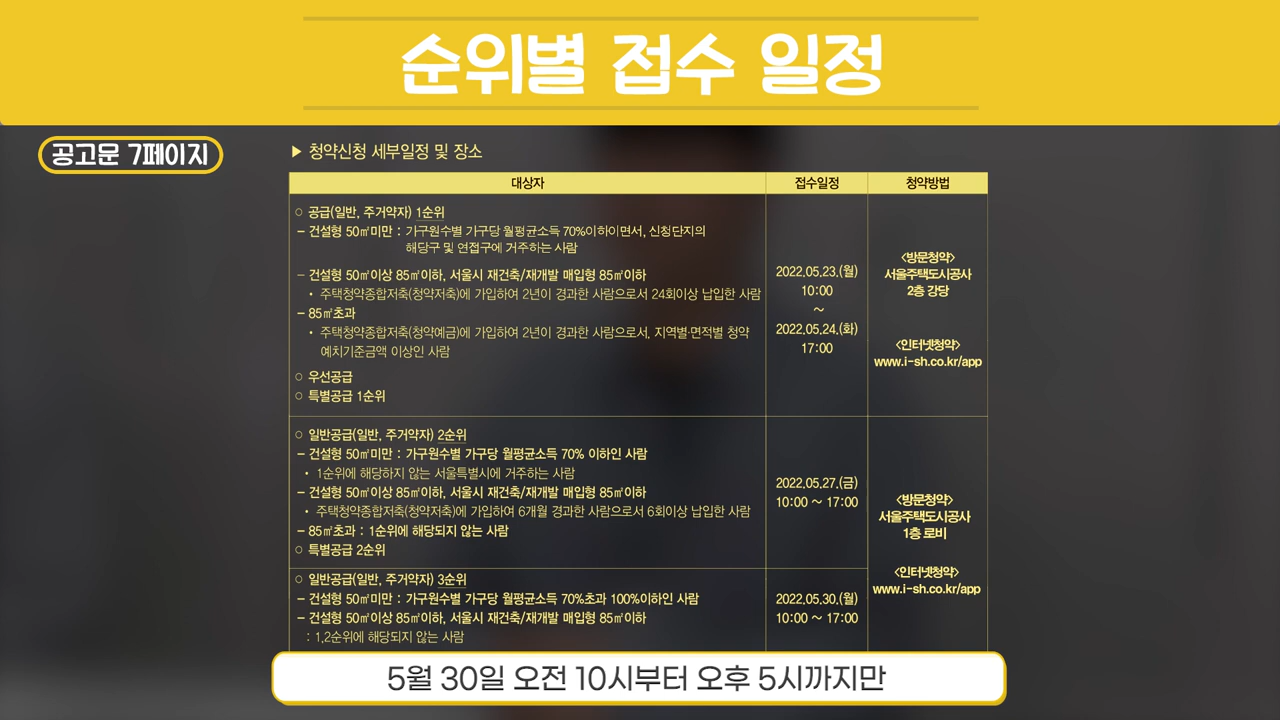 순위별 접수 일정
공고문 7페이지
▶ 청약신청 세부일정 및 장소
대상자
접수일정
청약방법
○ 공급(일반, 주거약자) 1순위
– 건설형 50㎡미만 : 가구원수별 가구당 월평균소득 70%이하이면서, 신청단지의
해당구 및 연접구에 거주하는 사람
– 건설형 50㎡이상 85㎡이하, 서울시 재건축/재개발 매입형 85㎡이하
• 주택청약종합저축(청약저축)에 가입하여 2년이 경과한 사람으로서 24회이상 납입한 사람
– 85㎡초과
• 주택청약종합저축(청약예금)에 가입하여 2년이 경과한 사람으로서, 지역별·면적별 청약
예치기준금액 이상인 사람
○ 우선공급
○ 특별공급 1순위
2022.05.23.(월)
10:00
~
2022.05.24.(화)
17:00
<방문청약>
서울주택도시공사
2층 강당
<인터넷청약>
www.i-sh.co.kr/app
○ 일반공급(일반, 주거약자) 2순위
– 건설형 50㎡미만 : 가구원수별 가구당 월평균소득 70% 이하인 사람
• 1순위에 해당하지 않는 서울특별시에 거주하는 사람
– 건설형 50㎡이상 85㎡이하, 서울시 재건축/재개발 매입형 85㎡이하
• 주택청약종합저축(청약저축)에 가입하여 6개월 경과한 사람으로서 6회이상 납입한 사람
– 85㎡초과 : 1순위에 해당되지 않는 사람
○ 특별공급 2순위
2022.05.27.(금)
10:00 ~ 17:00
<방문청약>
서울주택도시공사
1층 로비
<인터넷청약>
www.i-sh.co.kr/app
○ 일반공급(일반, 주거약자) 3순위
– 건설형 50㎡미만 : 가구원수별 가구당 월평균소득 70%초과 100%이하인 사람
– 건설형 50㎡이상 85㎡이하, 서울시 재건축/재개발 매입형 85㎡이하
: 1,2순위에 해당되지 않는 사람
2022.05.30.(월)
10:00 ~ 17:00
5월 30일 오전 10시부터 오후 5시까지만